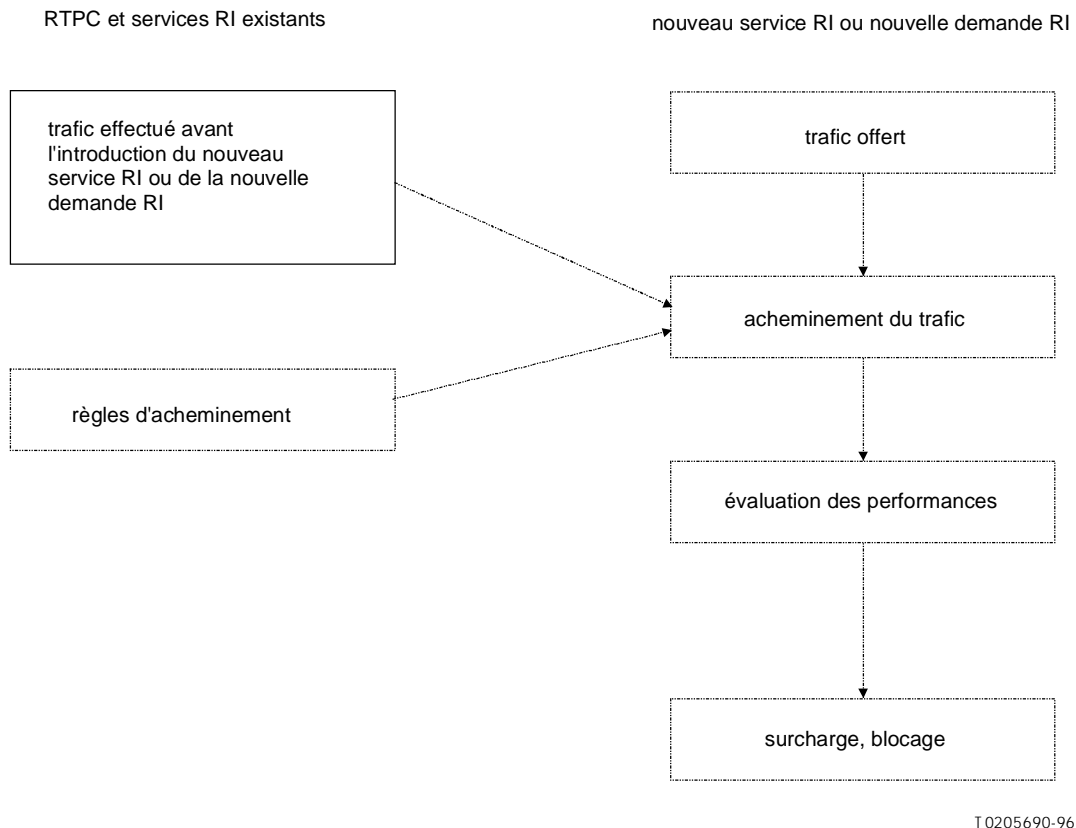 RTPC et services RI existants
nouveau service RI ou nouvelle demande RI
trafic effectué avant
l'introduction du nouveau
service RI ou de la nouvelle
demande RI
trafic offert
acheminement du trafic
règles d'acheminement
évaluation des performances
surcharge, blocage
T0205690-96